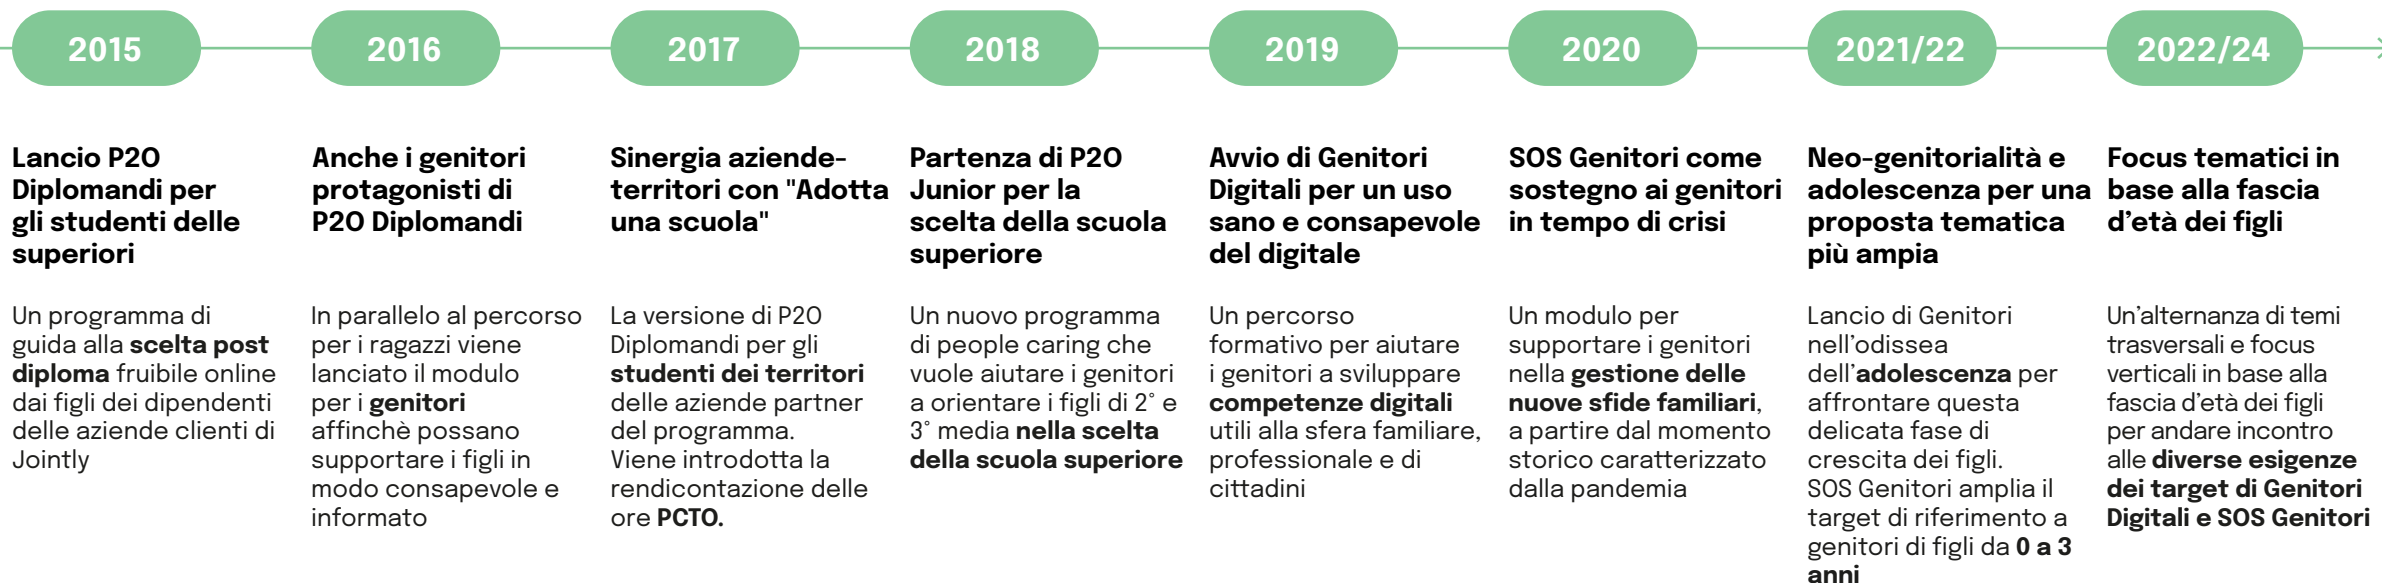 2015
2016
2017
2018
2019
2020
2021/22
2022/24
Lancio P2O
Diplomandi per
gli studenti delle
superiori
Un programma di
guida alla scelta post
diploma fruibile online
dai figli dei dipendenti
delle aziende clienti di
Jointly
Anche i genitori
protagonisti di
P2O Diplomandi
In parallelo al percorso
per i ragazzi viene
lanciato il modulo
per i genitori
affinchè possano
supportare i figli in
modo consapevole e
informato
Sinergia aziende-
territori con "Adotta
una scuola"
La versione di P2O
Diplomandi per gli
studenti dei territori
delle aziende partner
del programma.
Viene introdotta la
rendicontazione delle
ore PCTO.
Partenza di P2O
Junior per la
scelta della scuola
superiore
Un nuovo programma
di people caring che
vuole aiutare i genitori
a orientare i figli di 2° e
3° media nella scelta
della scuola superiore
Avvio di Genitori
Digitali per un uso
sano e consapevole
del digitale
Un percorso
formativo per aiutare
i genitori a sviluppare
competenze digitali
utili alla sfera familiare,
professionale e di
cittadini
SOS Genitori come
sostegno ai genitori
in tempo di crisi
Un modulo per
supportare i genitori
nella gestione delle
nuove sfide familiari,
a partire dal momento
storico caratterizzato
dalla pandemia
Neo-genitorialità e
adolescenza per una
proposta tematica
più ampia
Lancio di Genitori
nell'odissea
dell'adolescenza per
affrontare questa
delicata fase di
crescita dei figli.
SOS Genitori amplia il
target di riferimento a
genitori di figli da 0 a 3
anni
Focus tematici in
base alla fascia
d'età dei figli
Un'alternanza di temi
trasversali e focus
verticali in base alla
fascia d'età dei figli
per andare incontro
alle diverse esigenze
dei target di Genitori
Digitali e SOS Genitori